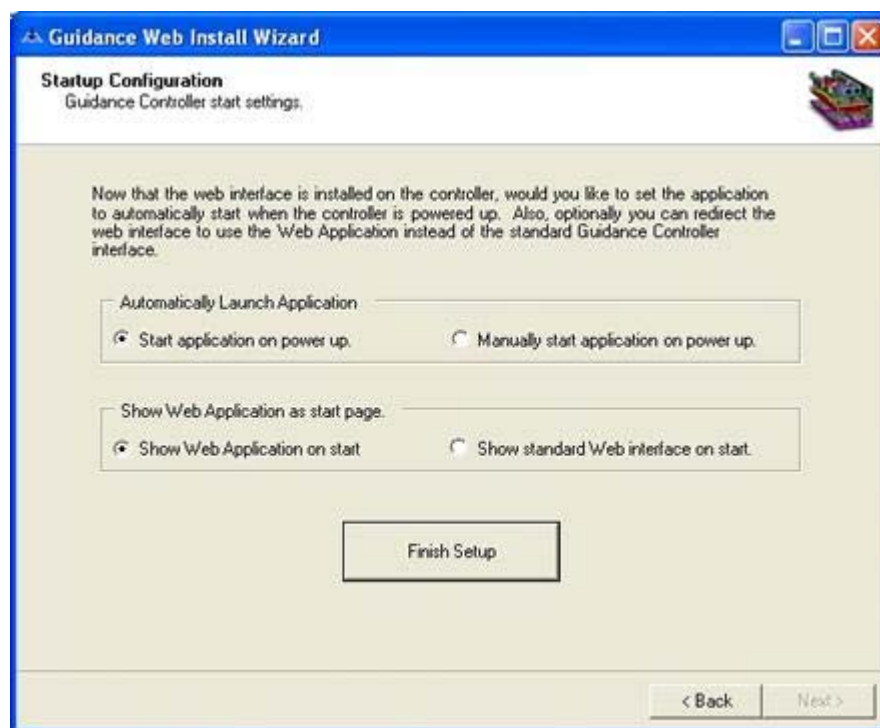 Guidance Web Install Wizard
Startup Configuration
Guidance Controller start settings.
Now that the web interface is installed on the controller, would you like to set the application
to automatically start when the controller is powered up. Also, optionally you can redirect the
web interface to use the Web Application instead of the standard Guidance Controller
interface.
Automatically Launch Application
Start application on power up. Manually start application on power up.
Show Web Application as start page.
Show Web Application on start Show standard Web interface on start.
Finish Setup
< Back Next >